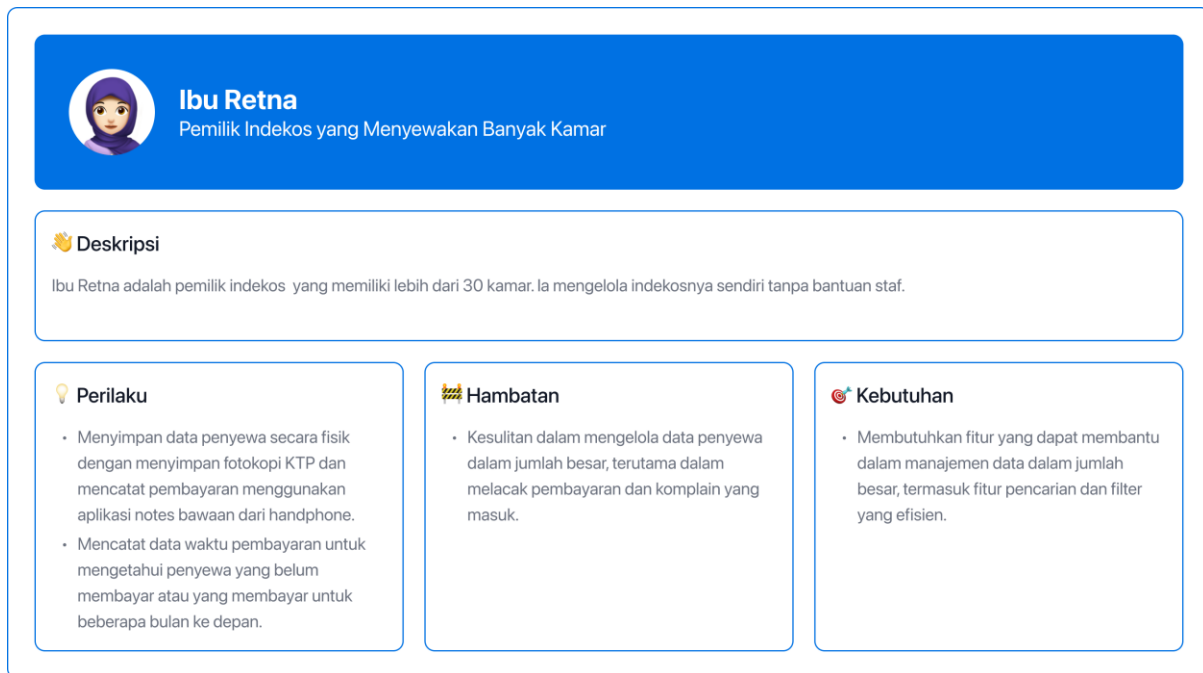 Ibu Retna
Pemilik Indekos yang Menyewakan Banyak Kamar
Deskripsi
Ibu Retna adalah pemilik indekos yang memiliki lebih dari 30 kamar. Ia mengelola indekosnya sendiri tanpa bantuan staf.
Perilaku
• Menyimpan data penyewa secara fisik
dengan menyimpan fotokopi KTP dan
mencatat pembayaran menggunakan
aplikasi notes bawaan dari handphone.
• Mencatat data waktu pembayaran untuk
mengetahui penyewa yang belum
membayar atau yang membayar untuk
beberapa bulan ke depan.
Hambatan
• Kesulitan dalam mengelola data penyewa
dalam jumlah besar, terutama dalam
melacak pembayaran dan komplain yang
masuk.
Kebutuhan
• Membutuhkan fitur yang dapat membantu
dalam manajemen data dalam jumlah
besar, termasuk fitur pencarian dan filter
yang efisien.